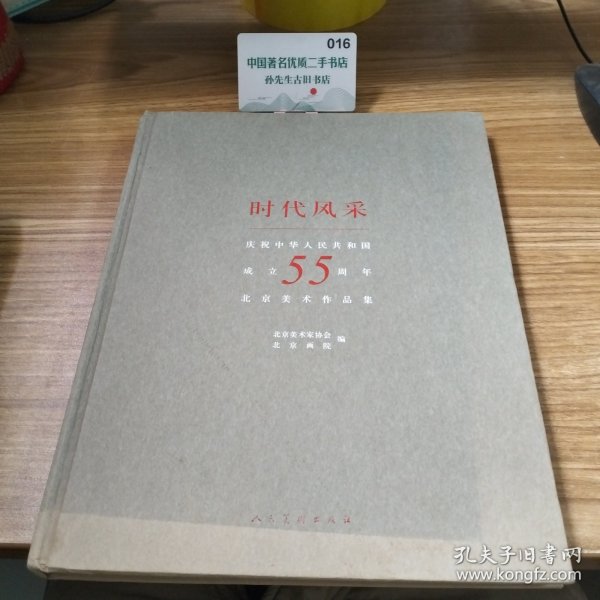 016
中国著名优质二手书店
孙先生古旧书店
时代风采
庆祝中华人民共和国
成立55周年
北京美术作品集
北京美术家协会
北京画院
编
人民美术出版社
孔夫子旧书网
www.kongfz.com